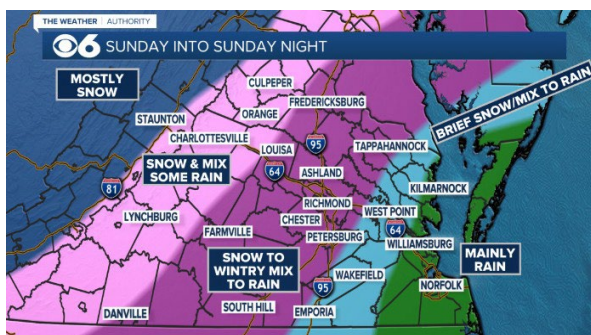 THE WEATHER AUTHORITY
CBS 6 SUNDAY INTO SUNDAY NIGHT
MOSTLY
SNOW
CULPEPER
ORANGE
FREDERICKSBURG
STAUNTON
CHARLOTTESVILLE
BRIEF SNOW/MIX TO RAIN
LOUISA
95
TAPPAHANNOCK
SNOW & MIX
SOME RAIN
64
ASHLAND
81
KILMARNOCK
RICHMOND
LYNCHBURG
CHESTER
WEST POINT
FARMVILLE
PETERSBURG
64
WILLIAMSBURG
SNOW TO
WINTRY MIX
TO RAIN
MAINLY
RAIN
WAKEFIELD
95
NORFOLK
DANVILLE
SOUTH HILL
EMPORIA